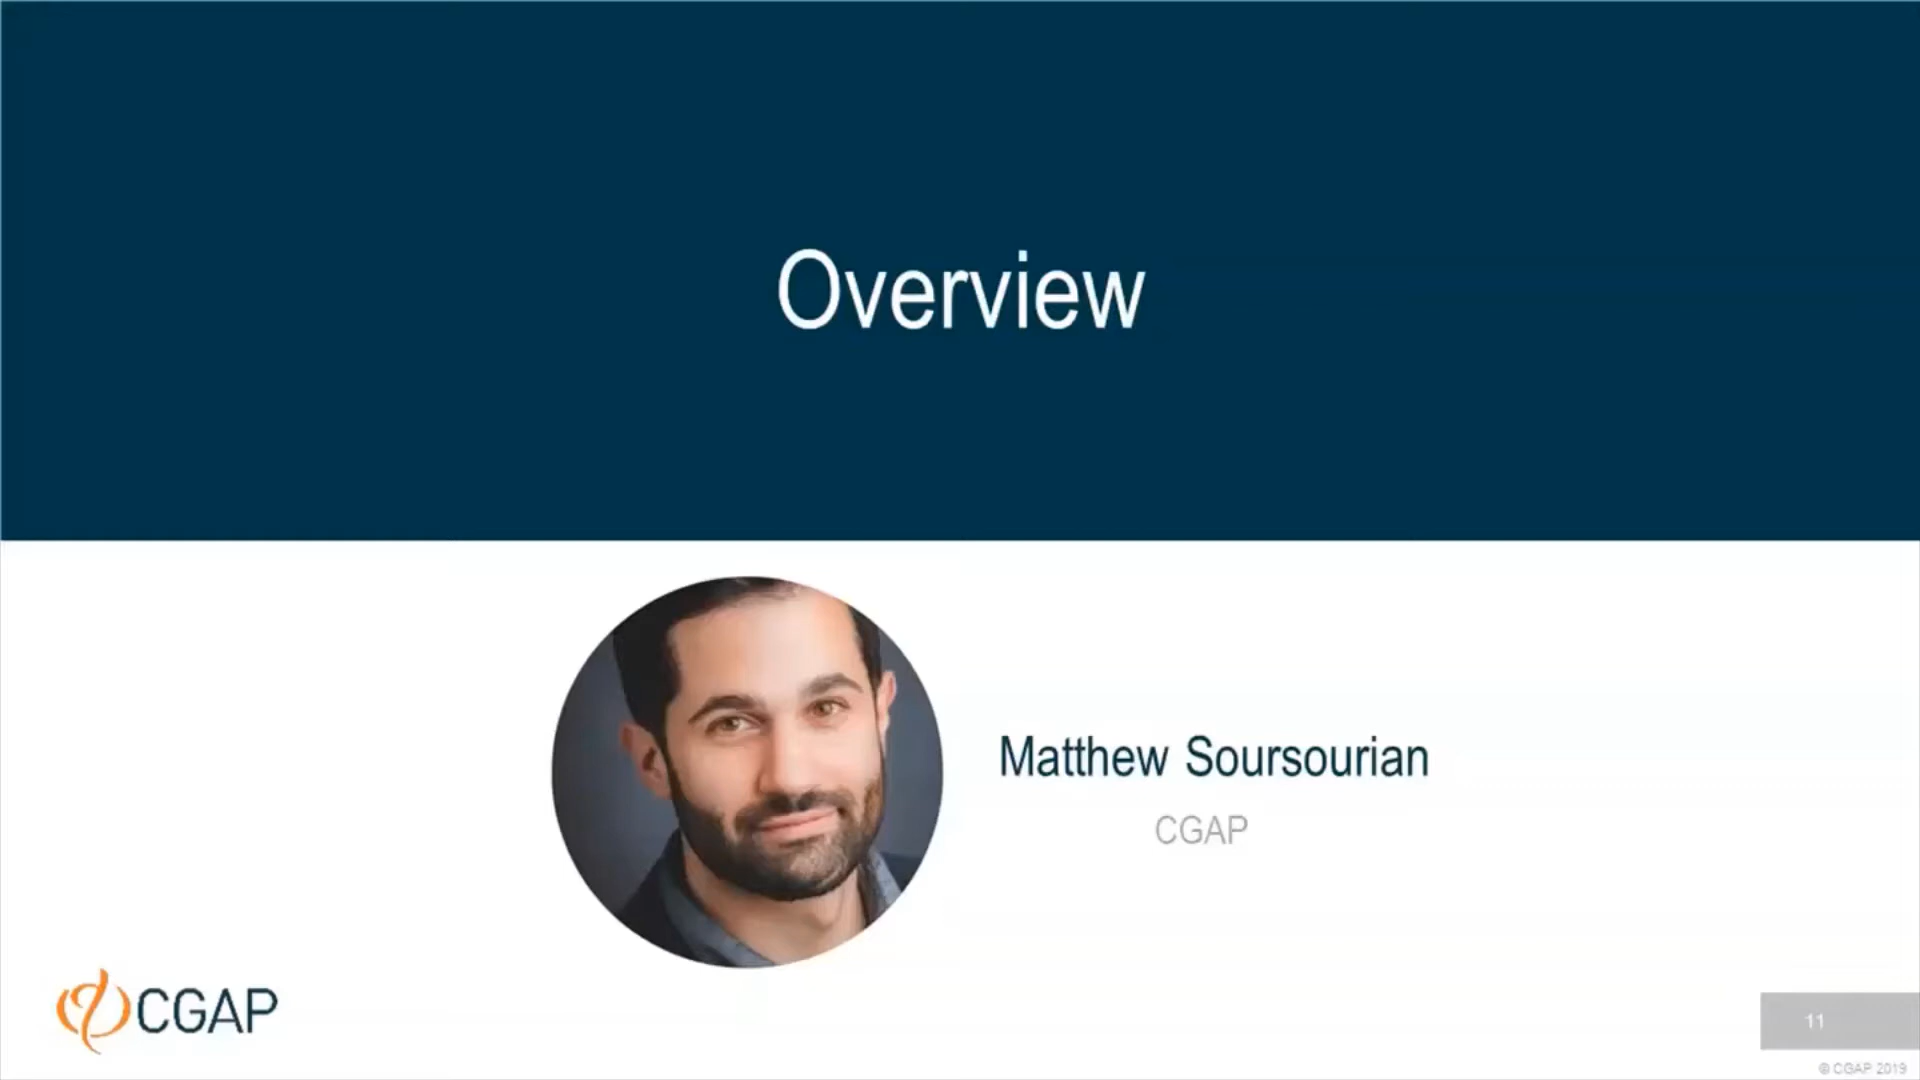 Overview
Matthew Soursourian
CGAP
CGAP
11
© CGAP 2019